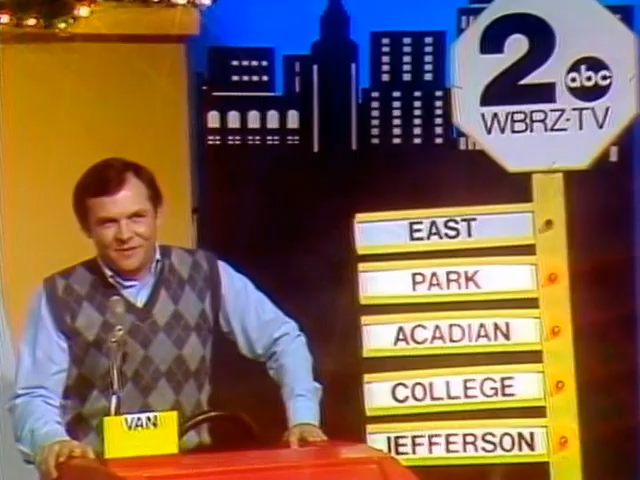 2
abc
WBRZ-TV
EAST
PARK
ACADIAN
COLLEGE
JEFFERSON
VAN